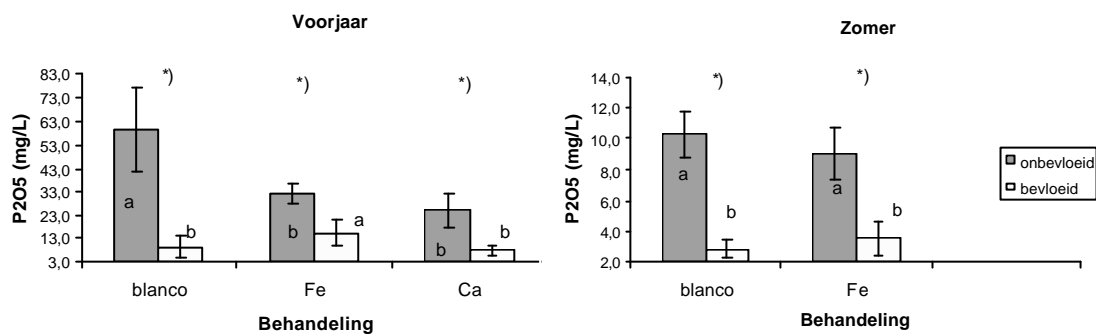 Voorjaar
P2O5 (mg/L)
83,0
73,0
63,0
53,0
43,0
33,0
23,0
13,0
3,0
*)
*)
*)
a
b
b
a
b
b
blanco
Fe
Ca
Behandeling
Zomer
P2O5 (mg/L)
14,0
12,0
10,0
8,0
6,0
4,0
2,0
*)
*)
a
b
a
b
blanco
Fe
Behandeling
onbevloeid
bevloeid